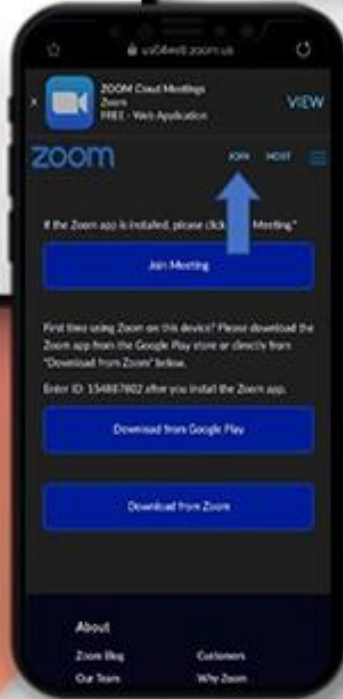 us04web.zoom.us
ZOOM Cloud Meetings
Zoom
FREE - Web Application
VIEW
zoom
JOIN HOST
If the Zoom app is installed, please click Meeting."
Join Meeting
First time using Zoom on this device? Please download the
Zoom app from the Google Play store or directly from
"Download from Zoom" below.
Enter ID: 154887802 after you install the Zoom app.
Download from Google Play
Download from Zoom
About
Zoom Blog Customers
Our Team Why Zoom